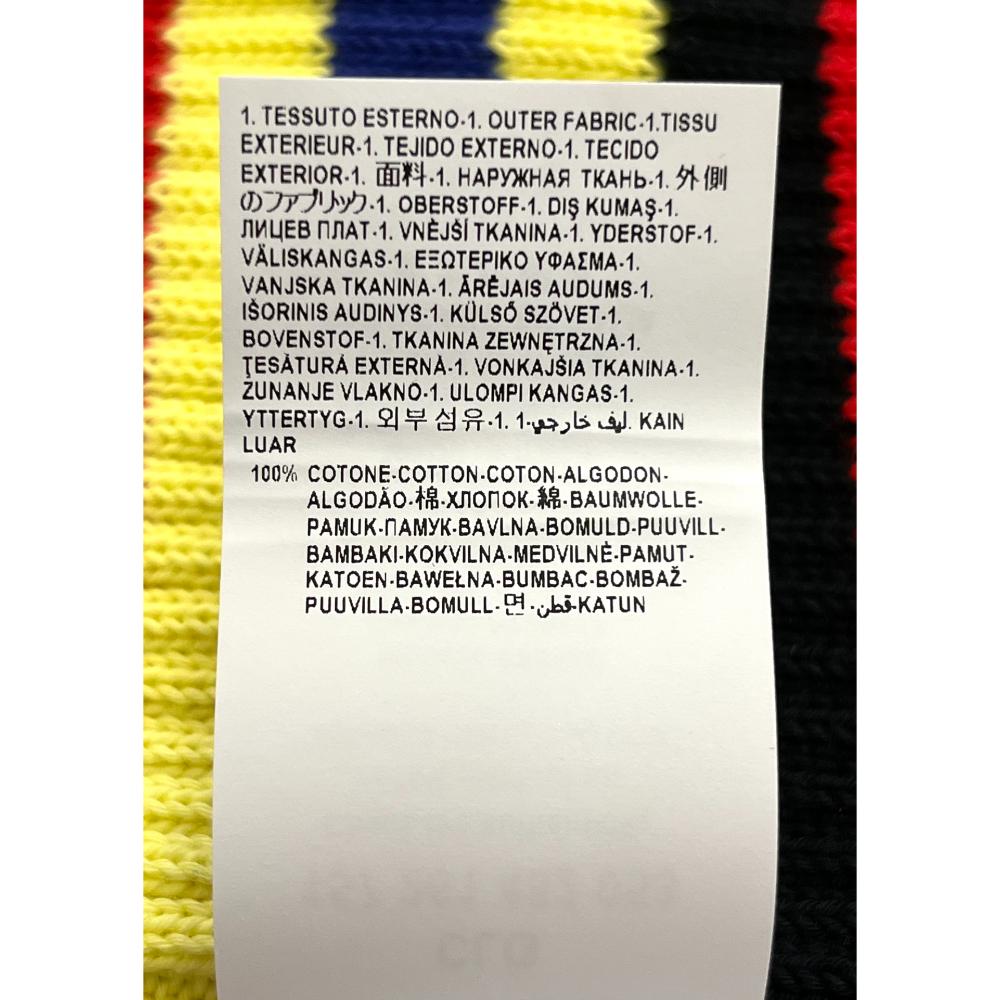 1. TESSUTO ESTERNO-1. OUTER FABRIC-1.TISSU
EXTERIEUR-1. TEJIDO EXTERNO-1. TECIDO
EXTERIOR-1. 面料-1. НАРУЖНАЯ ТКАНЬ-1. 外側
のファブリック-1. OBERSTOFF-1. DIŞ KUMAŞ-1.
ЛИЦЕВ ПЛАТ-1. VNĚJŠÍ TKANINA-1. YDERSTOF-1.
VÄLISKANGAS-1. ΕΞΩΤΕΡΙΚΟ ΥΦΑΣΜΑ-1.
VANJSKA TKANINA-1. ĀRĒJAIS AUDUMS-1.
IŠORINIS AUDINYS-1. KÜLSŐ SZÖVET-1.
BOVENSTOF-1. TKANINA ZEWNĘTRZNA-1.
ŢESĂTURĂ EXTERNĂ-1. VONKAJŠIA TKANINA-1.
ZUNANJE VLAKNO-1. ULOMPI KANGAS-1.
YTTERTYG-1. 외부 섬유-1. 1-ليف خارجي. KAIN
LUAR
100% COTONE-COTTON-COTON-ALGODON-
ALGODÃO-棉-ХЛОПОК-綿-BAUMWOLLE-
PAMUK-ПАМУК-BAVLNA-BOMULD-PUUVILL-
BAMBAKI-KOKVILNA-MEDVILNĖ-PAMUT-
KATOEN-BAWEŁNA-BUMBAC-BOMBAŽ-
PUUVILLA-BOMULL-면-قطن-KATUN